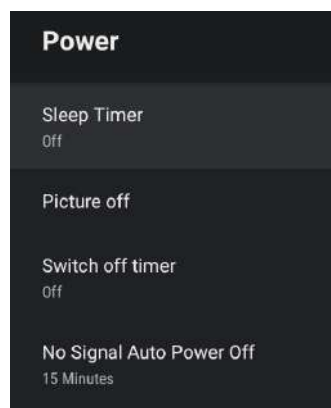 Power
Sleep Timer
Off
Picture off
Switch off timer
Off
No Signal Auto Power Off
15 Minutes